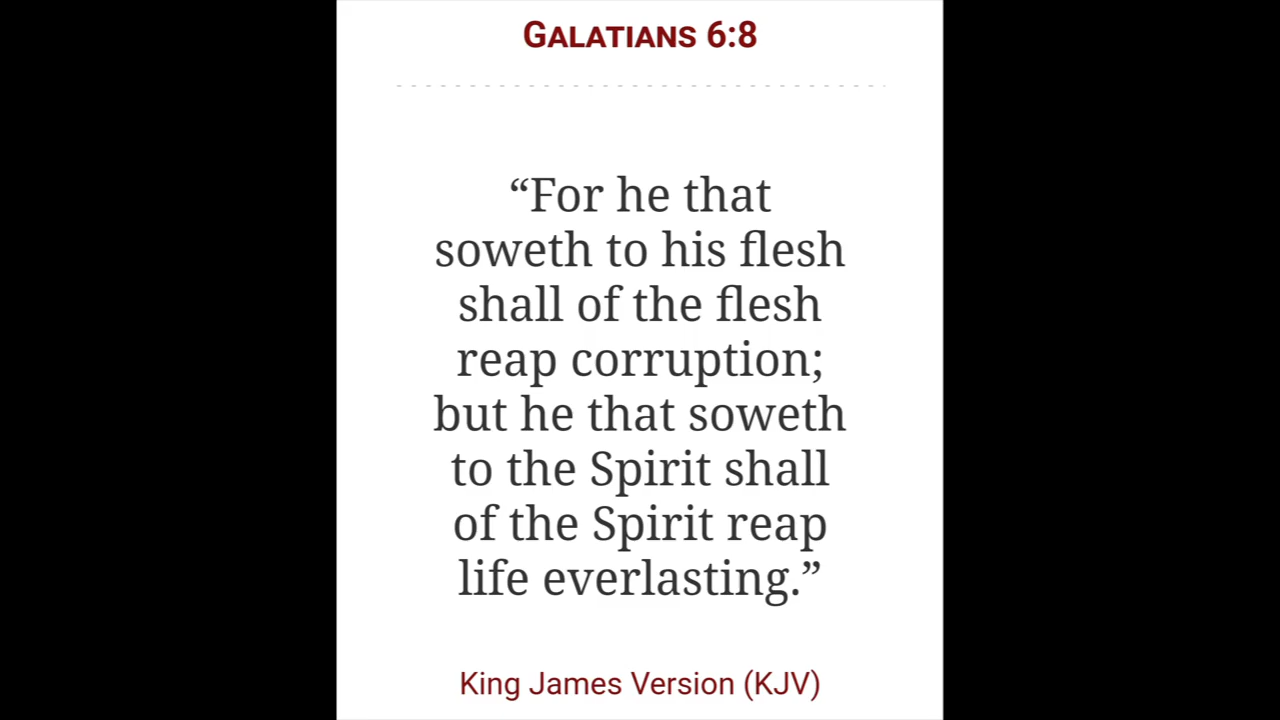 GALATIANS 6:8
“For he that
soweth to his flesh
shall of the flesh
reap corruption;
but he that soweth
to the Spirit shall
of the Spirit reap
life everlasting.”
King James Version (KJV)